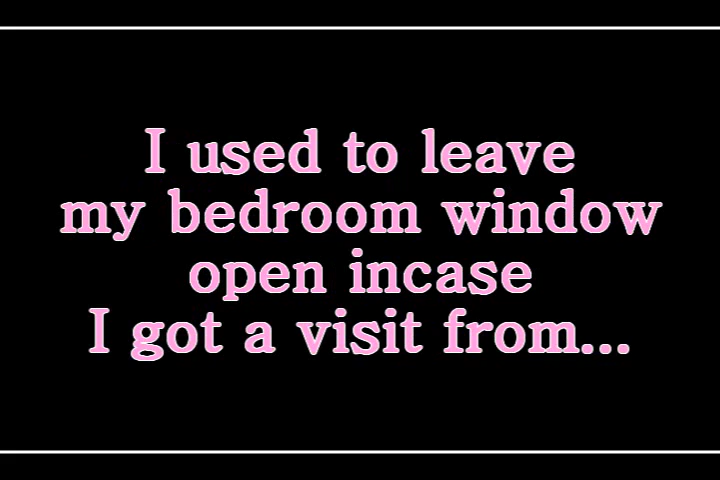 I used to leave
my bedroom window
open incase
I got a visit from...